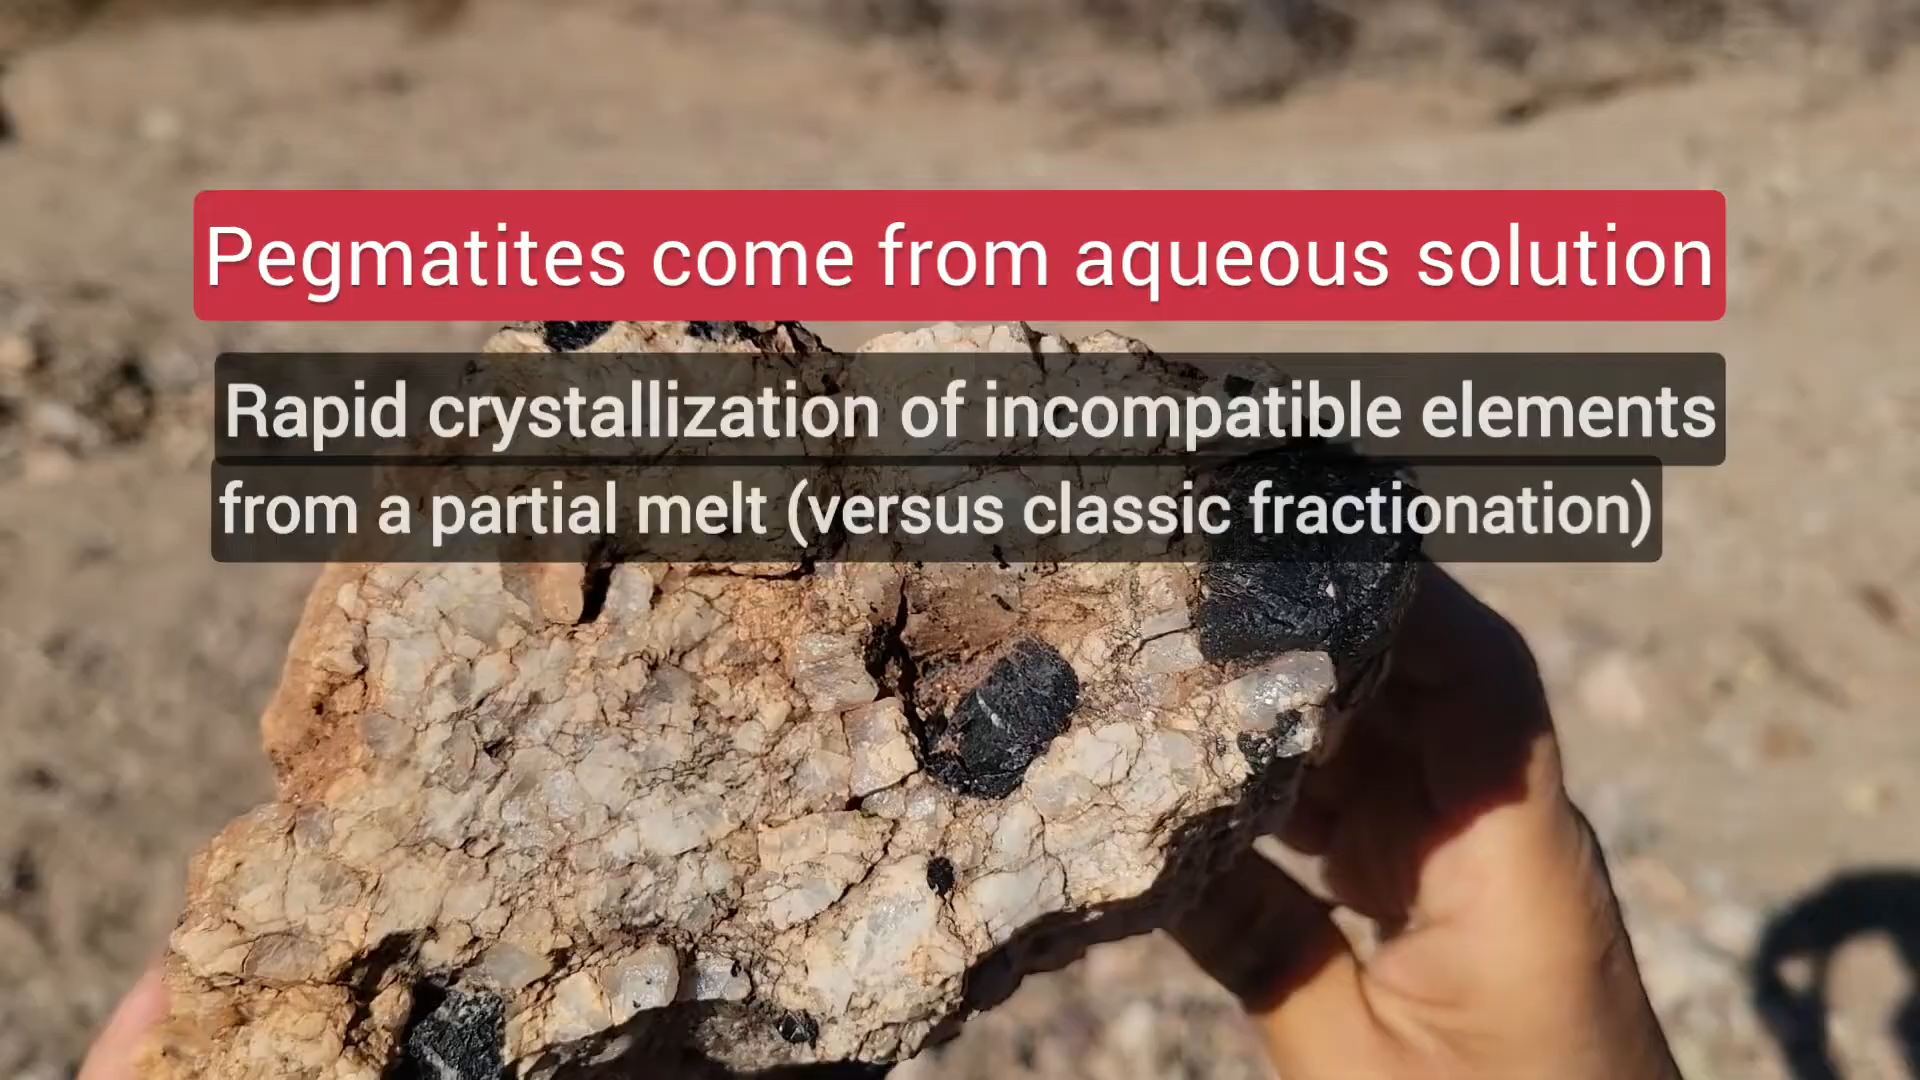 Pegmatites come from aqueous solution
Rapid crystallization of incompatible elements
from a partial melt (versus classic fractionation)